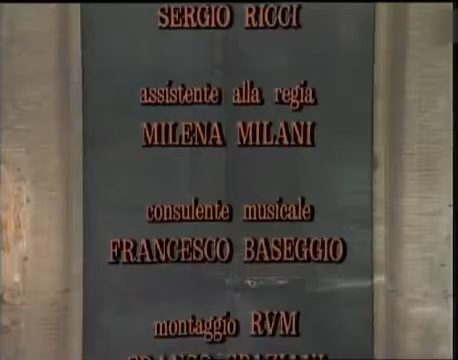 SERGIO RICCI
assistente alla regia
MILENA MILANI
consulente musicale
FRANCESCO BASEGGIO
montaggio RVM